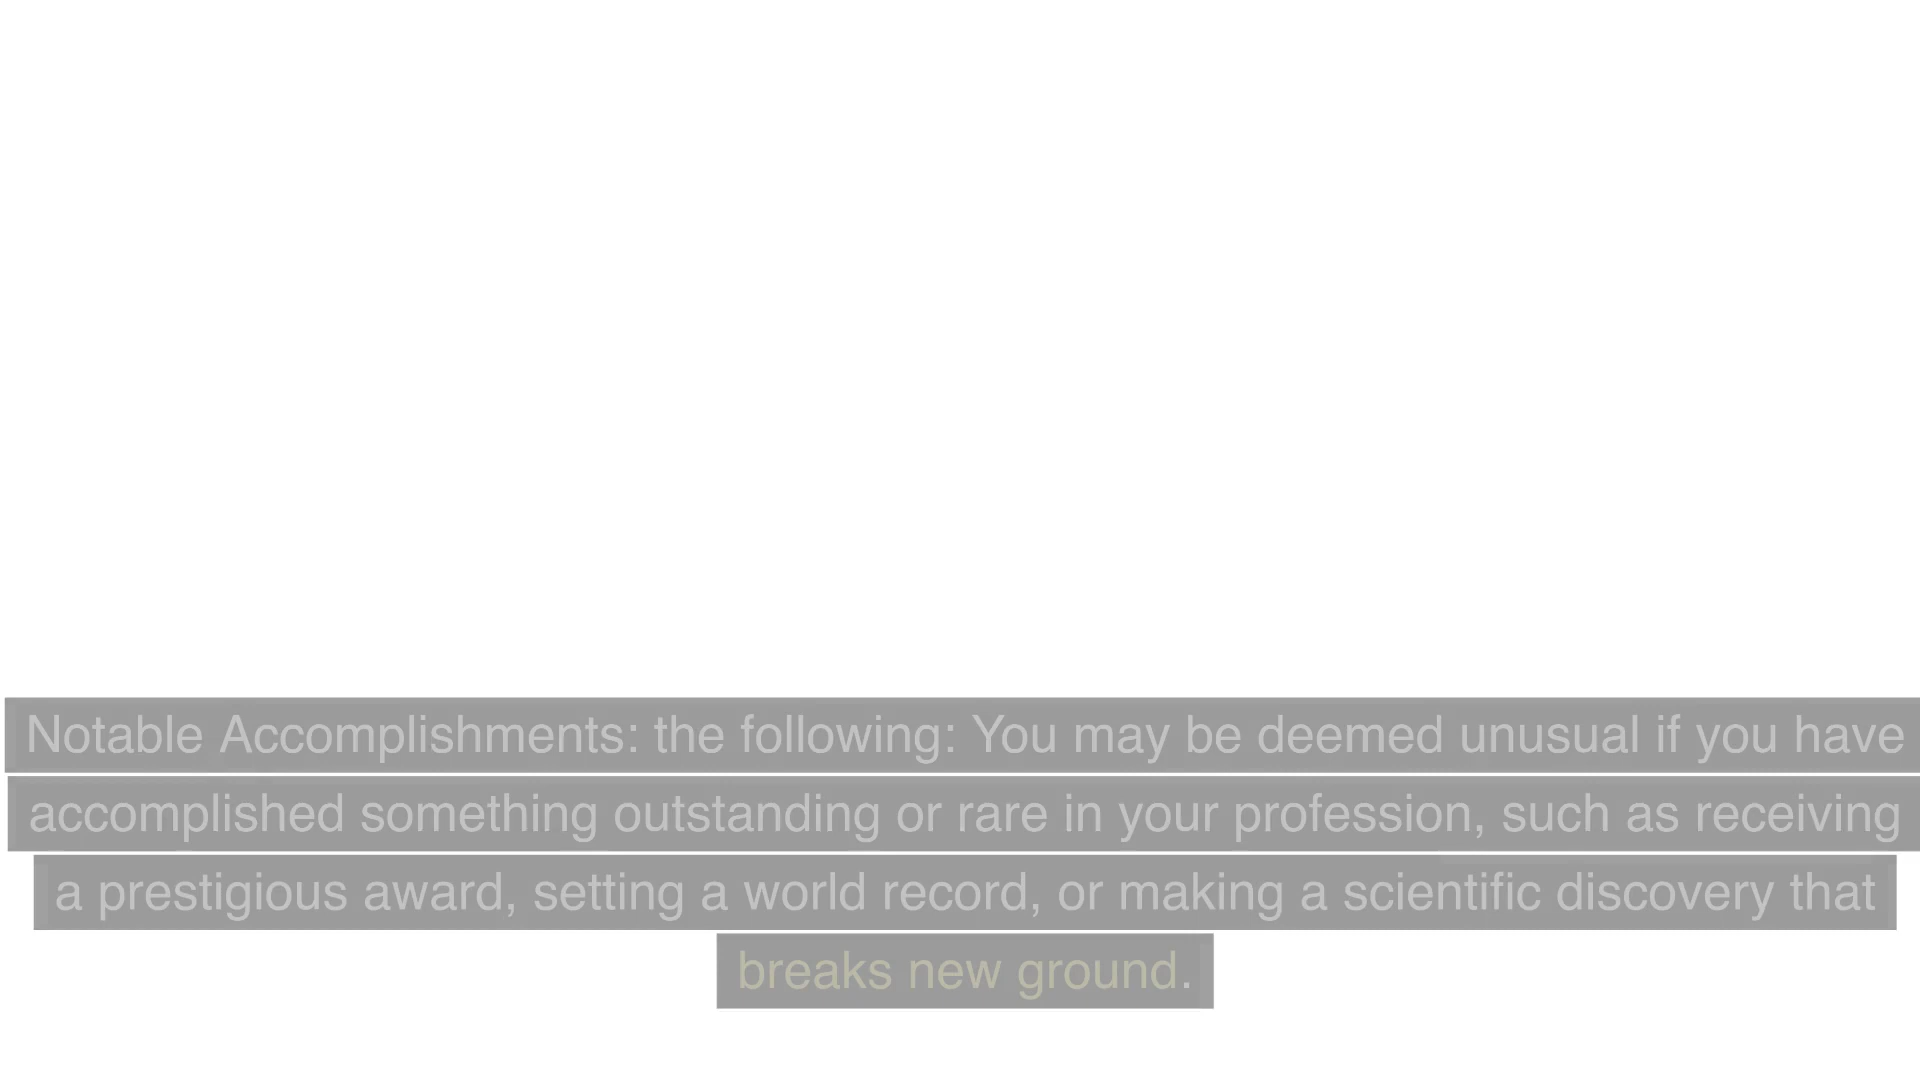 Notable Accomplishments: the following: You may be deemed unusual if you have
accomplished something outstanding or rare in your profession, such as receiving
a prestigious award, setting a world record, or making a scientific discovery that
breaks new ground.